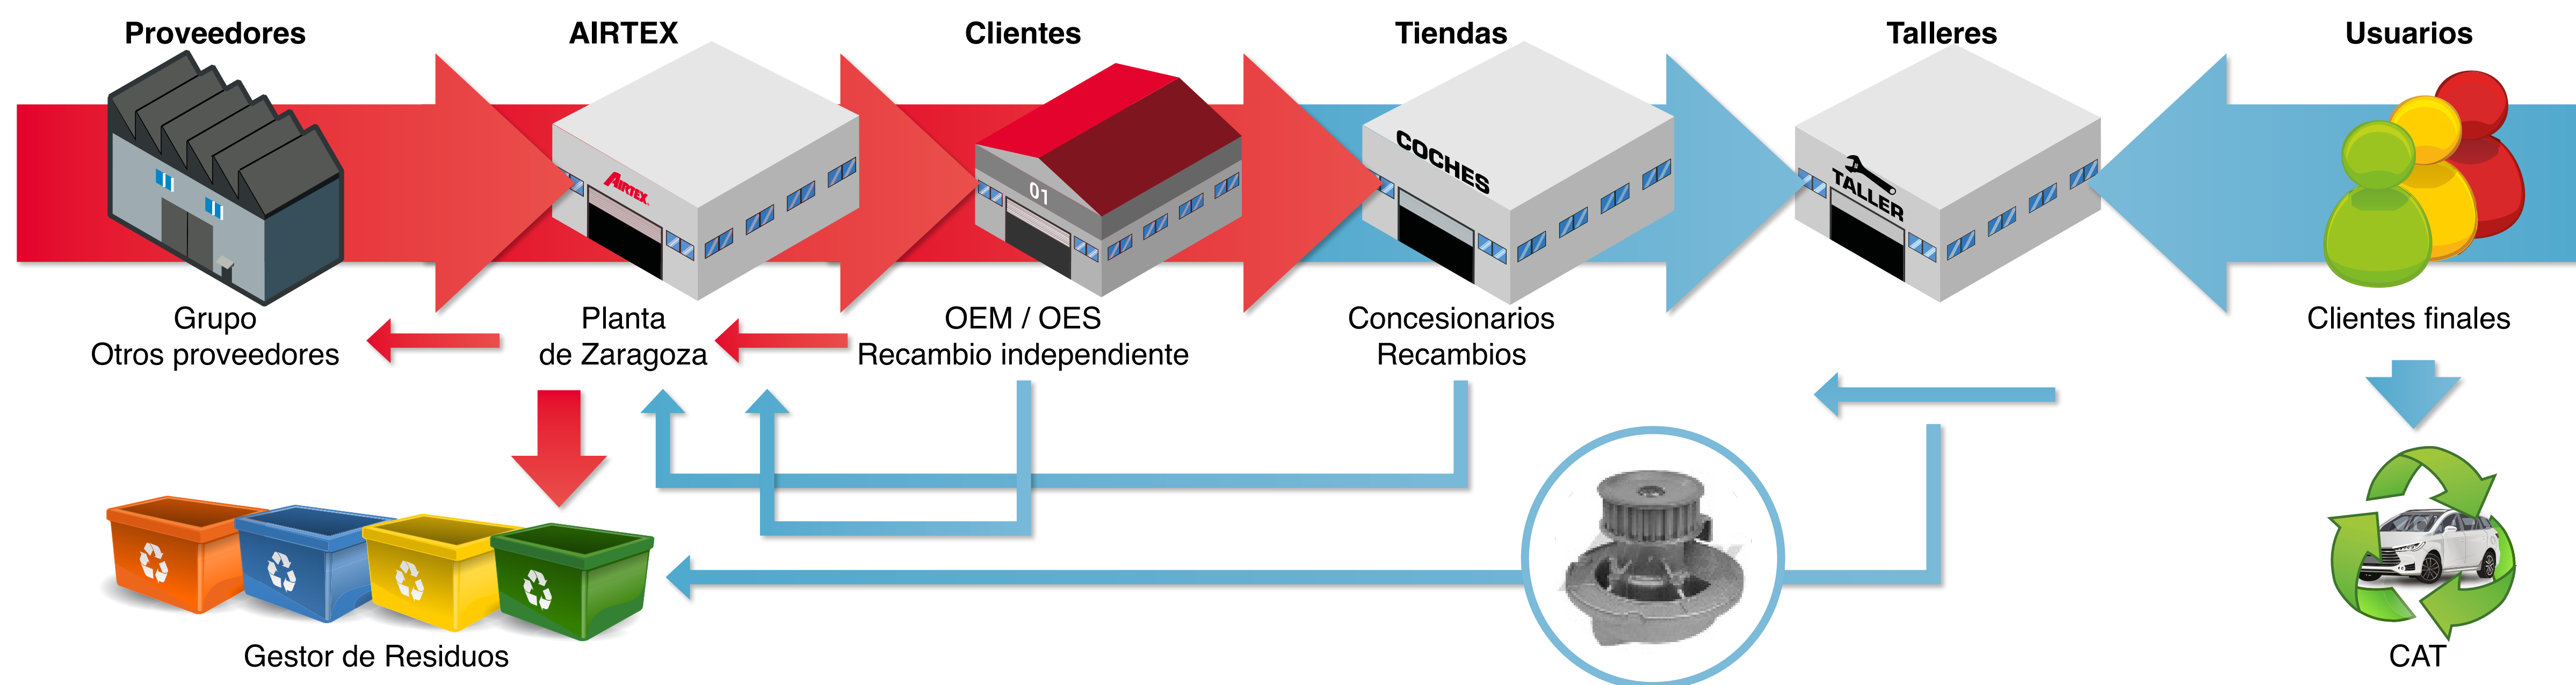 Proveedores
AIRTEX
Clientes
Tiendas
Talleres
Usuarios
AIRTEX
01
COCHES
TALLER
Grupo
Otros proveedores
Planta
de Zaragoza
OEM / OES
Recambio independiente
Concesionarios
Recambios
Clientes finales
Gestor de Residuos
CAT